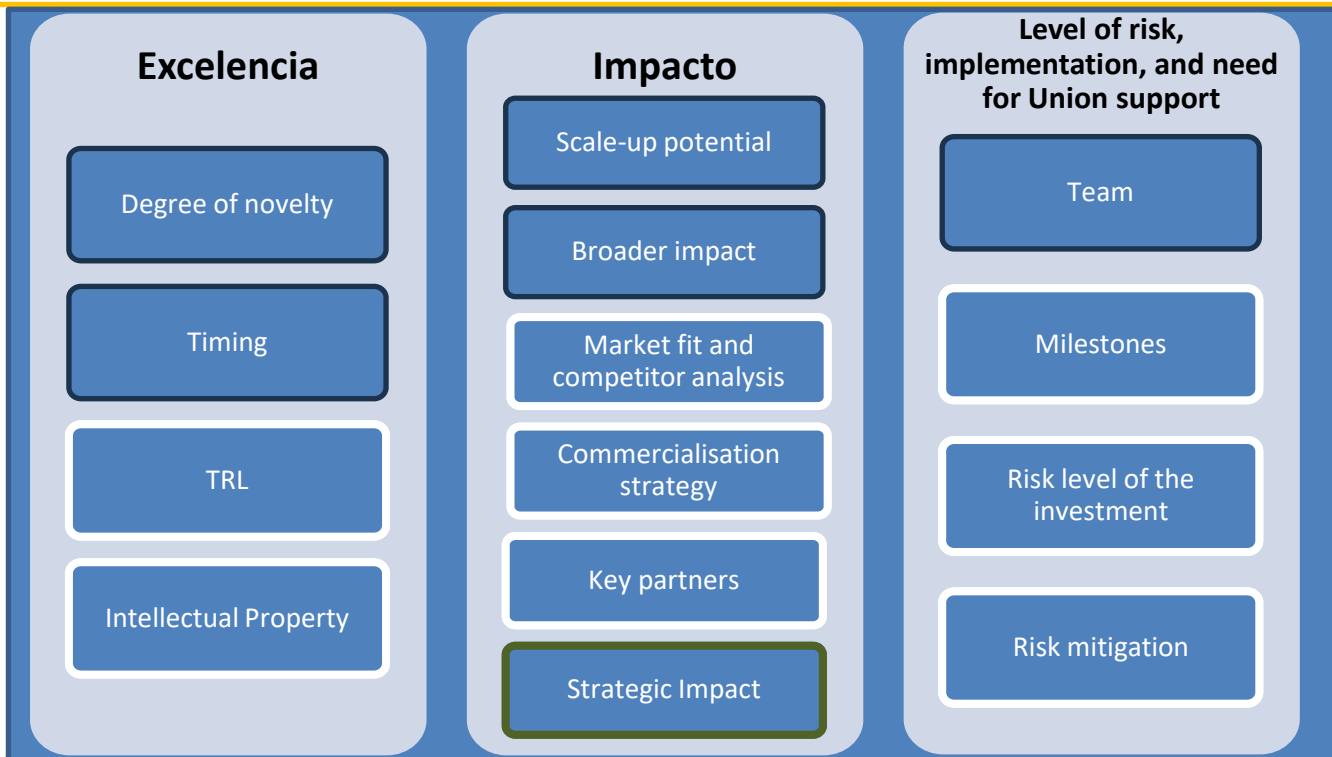 Excelencia
Degree of novelty
Timing
TRL
Intellectual Property
Impacto
Scale-up potential
Broader impact
Market fit and
competitor analysis
Commercialisation
strategy
Key partners
Strategic Impact
Level of risk,
implementation, and need
for Union support
Team
Milestones
Risk level of the
investment
Risk mitigation